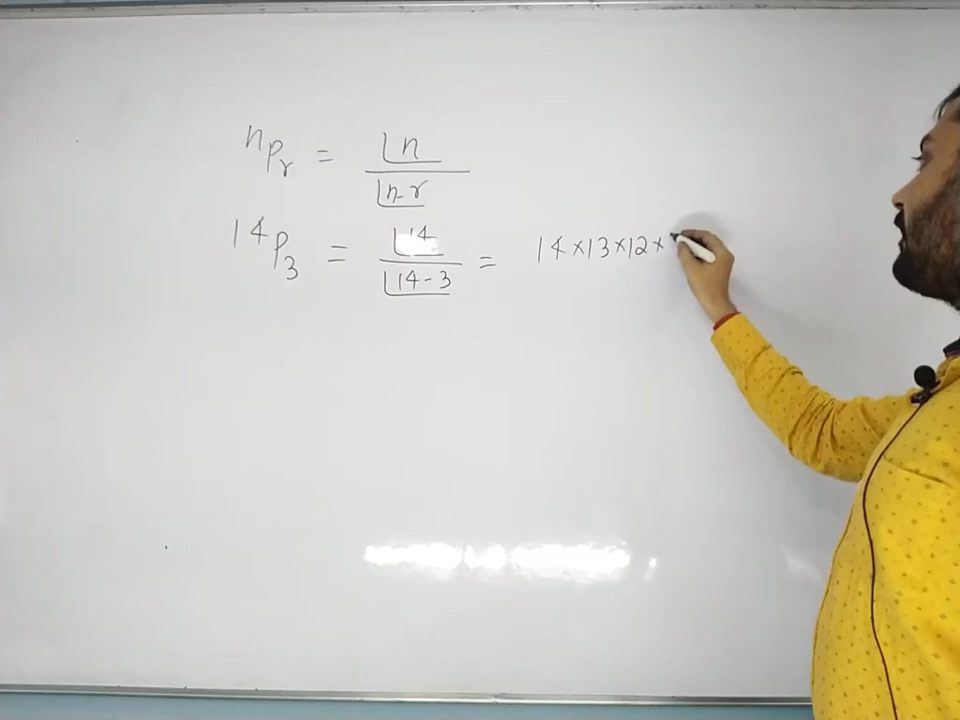 nPr = ⌊n / ⌊n-r
14P3 = ⌊14 / ⌊14-3 = 14×13×12×